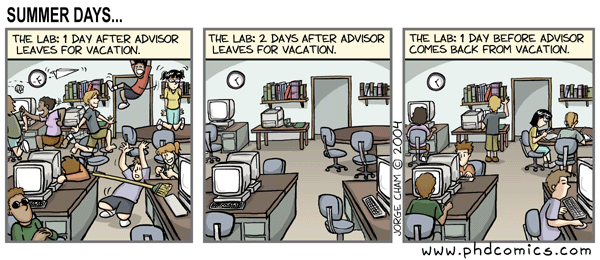 SUMMER DAYS...
THE LAB: 1 DAY AFTER ADVISOR
LEAVES FOR VACATION.
THE LAB: 2 DAYS AFTER ADVISOR
LEAVES FOR VACATION.
JORGE CHAM © 2004
THE LAB: 1 DAY BEFORE ADVISOR
COMES BACK FROM VACATION.
www.phdcomics.com